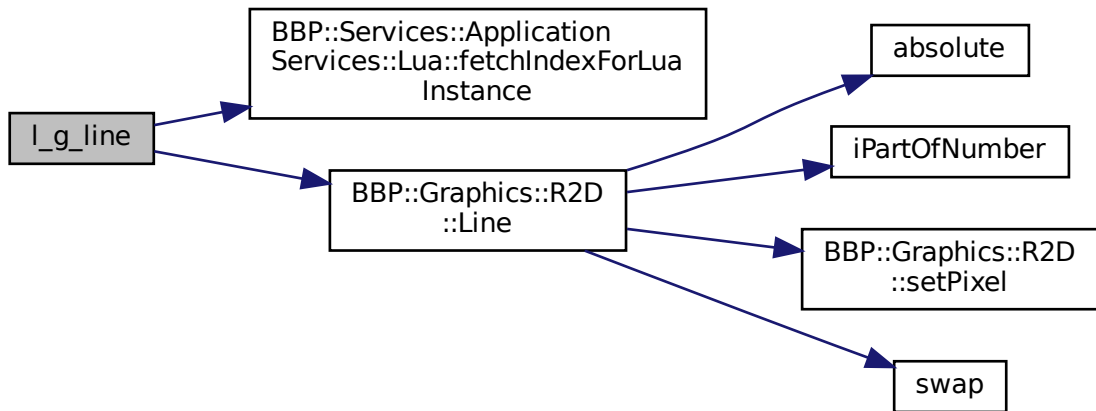 l_g_line
BBP::Services::Application
Services::Lua::fetchIndexForLua
Instance
BBP::Graphics::R2D
::Line
absolute
iPartOfNumber
BBP::Graphics::R2D
::setPixel
swap